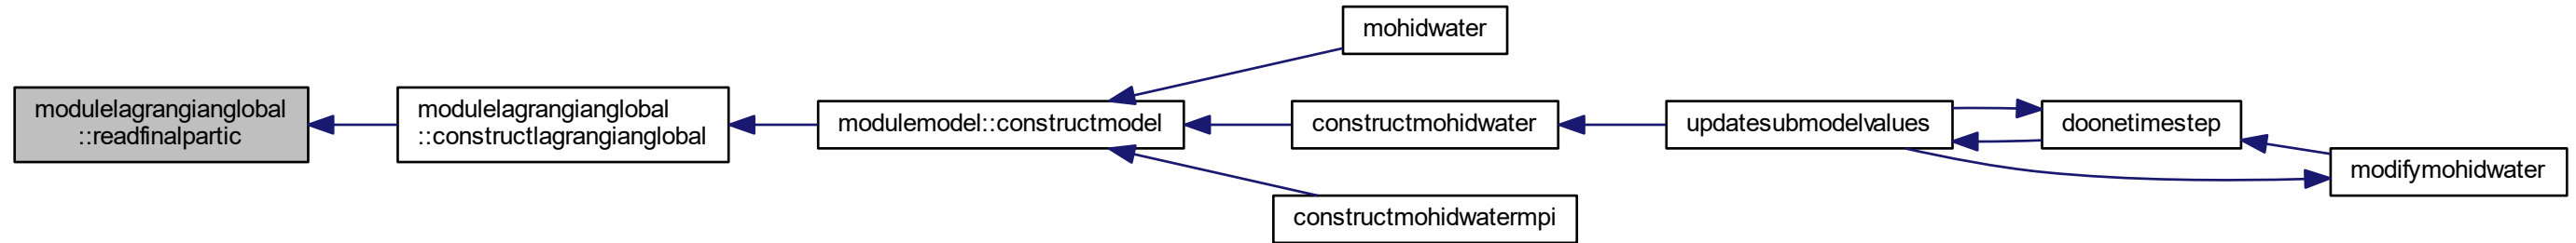 modulelagrangianglobal
::readfinalpartic
modulelagrangianglobal
::constructlagrangianglobal
modulemodel::constructmodel
mohidwater
constructmohidwater
constructmohidwatermpi
updatesubmodelvalues
doonetimestep
modifymohidwater